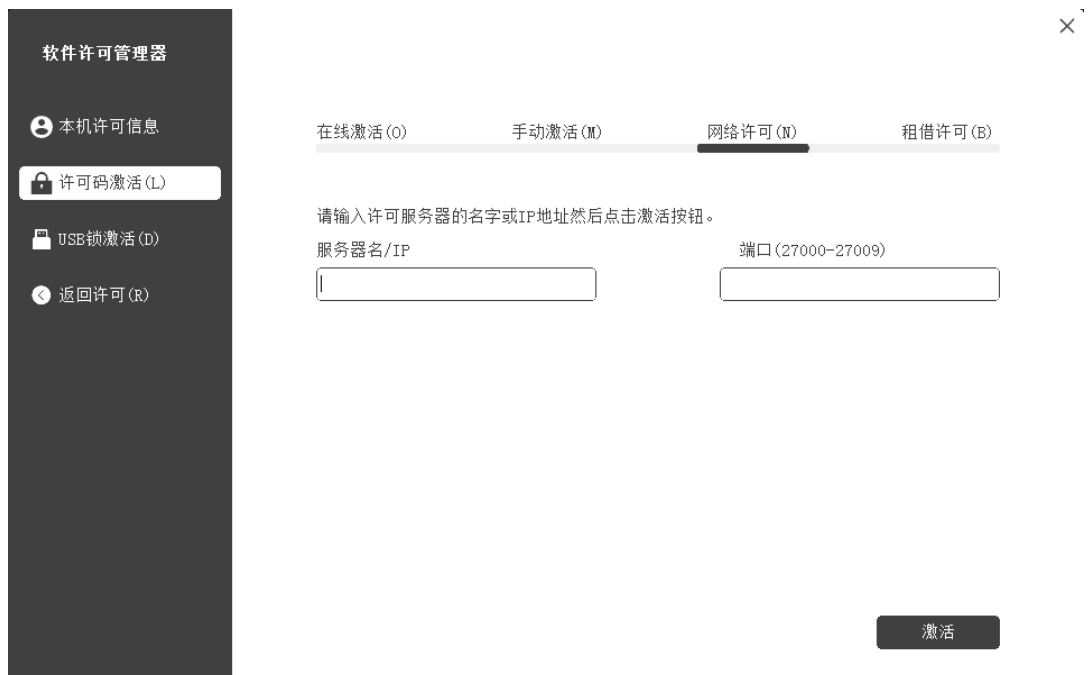 软件许可管理器
本机许可信息
许可码激活(L)
USB锁激活(D)
返回许可(R)
在线激活(O) 手动激活(M) 网络许可(N) 租借许可(B)
请输入许可服务器的名字或IP地址然后点击激活按钮。
服务器名/IP 端口(27000-27009)
激活